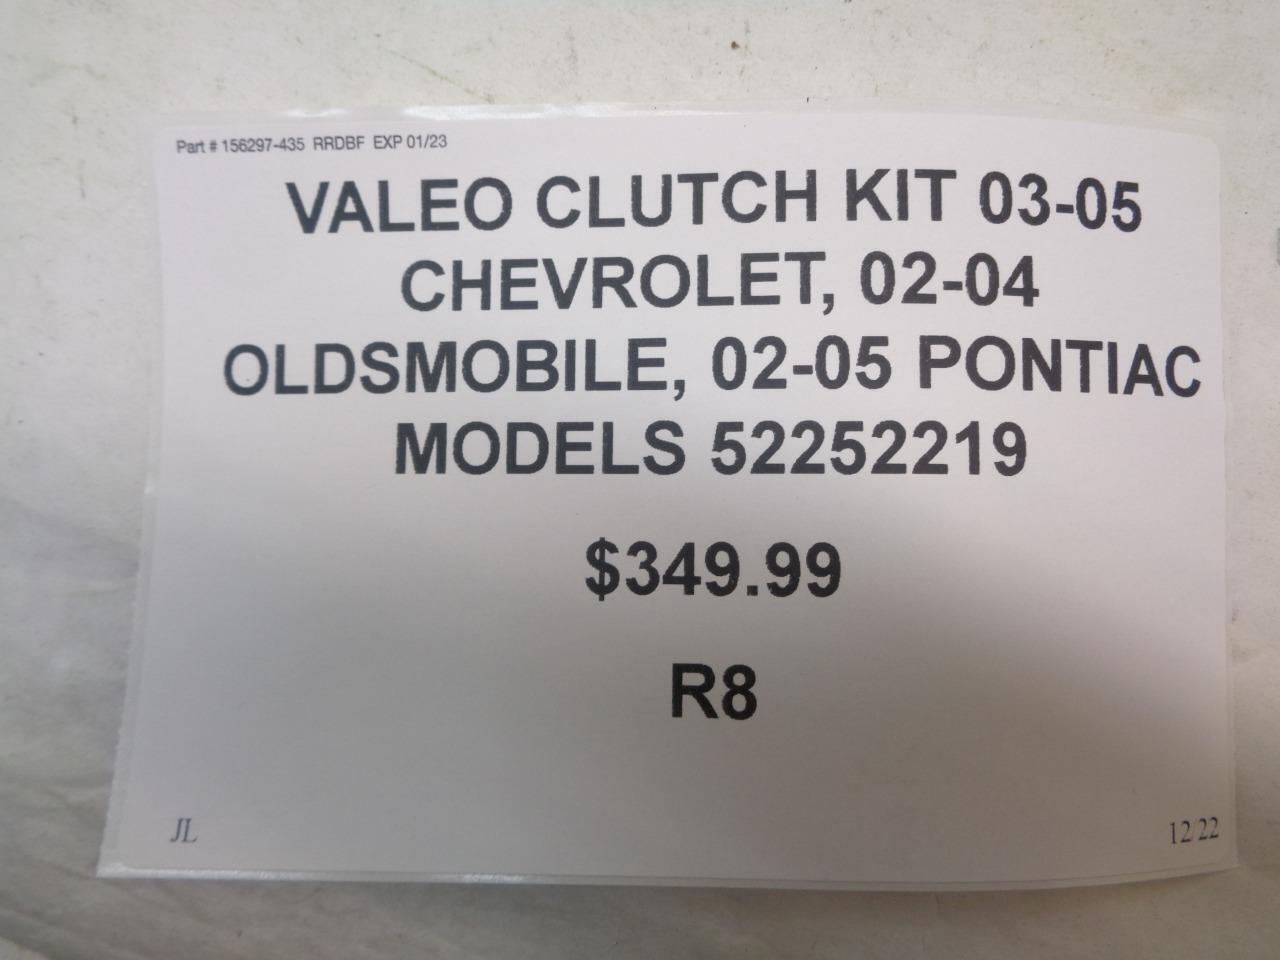 Part # 156297-435 RRDBF EXP 01/23
VALEO CLUTCH KIT 03-05
CHEVROLET, 02-04
OLDSMOBILE, 02-05 PONTIAC
MODELS 52252219
$349.99
R8
JL
12/22